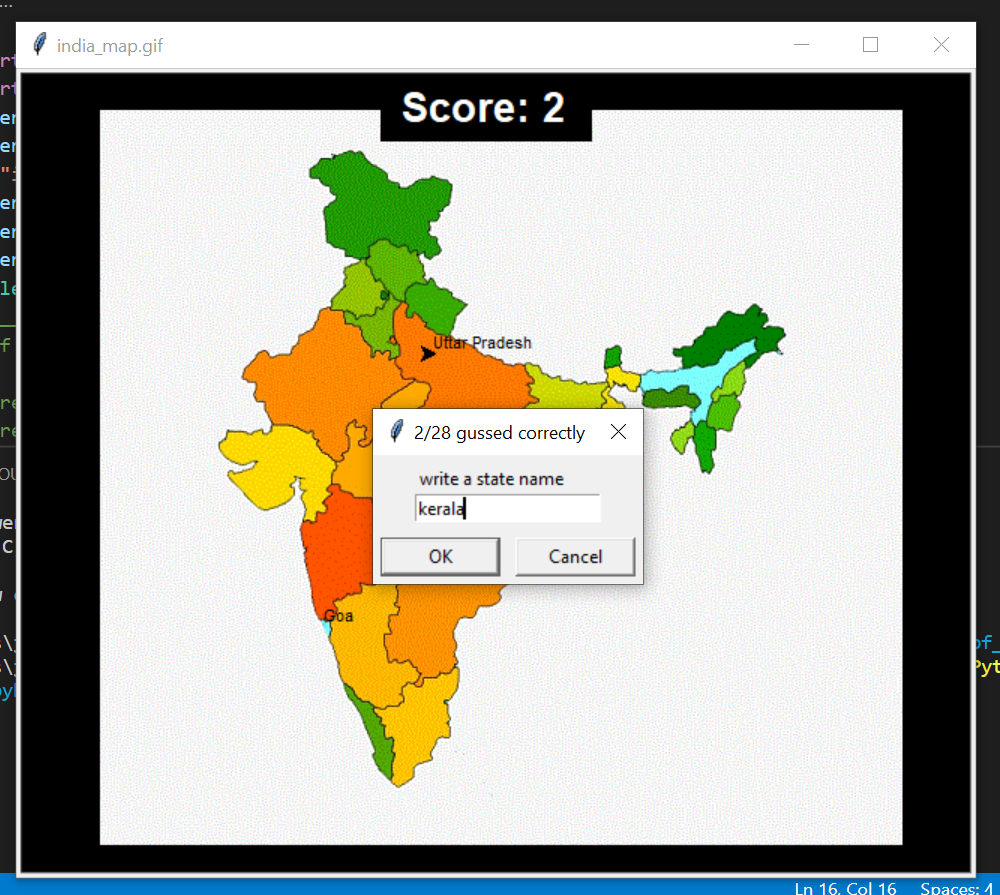 india_map.gif
Score: 2
Uttar Pradesh
2/28 gussed correctly
write a state name
kerala
OK
Cancel
Goa
Ln 16, Col 16 Spaces: 4